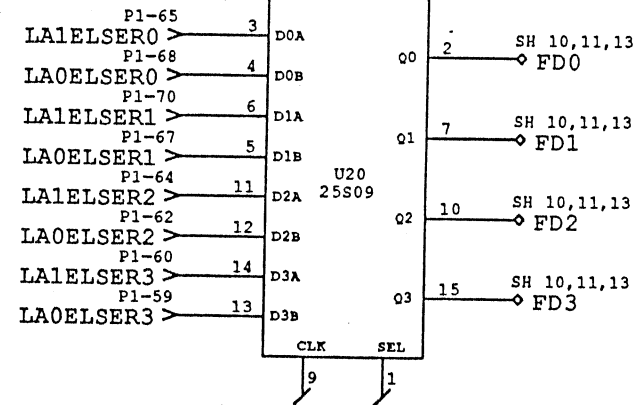 P1-65
LA1ELSER0 3 D0A
P1-68
LA0ELSER0 4 D0B
P1-70
LA1ELSER1 6 D1A
P1-67
LA0ELSER1 5 D1B
P1-64
LA1ELSER2 11 D2A
P1-62
LA0ELSER2 12 D2B
P1-60
LA1ELSER3 14 D3A
P1-59
LA0ELSER3 13 D3B
U20
25S09
CLK SEL
9 1
SH 10,11,13
Q0 2 FD0
SH 10,11,13
Q1 7 FD1
SH 10,11,13
Q2 10 FD2
SH 10,11,13
Q3 15 FD3